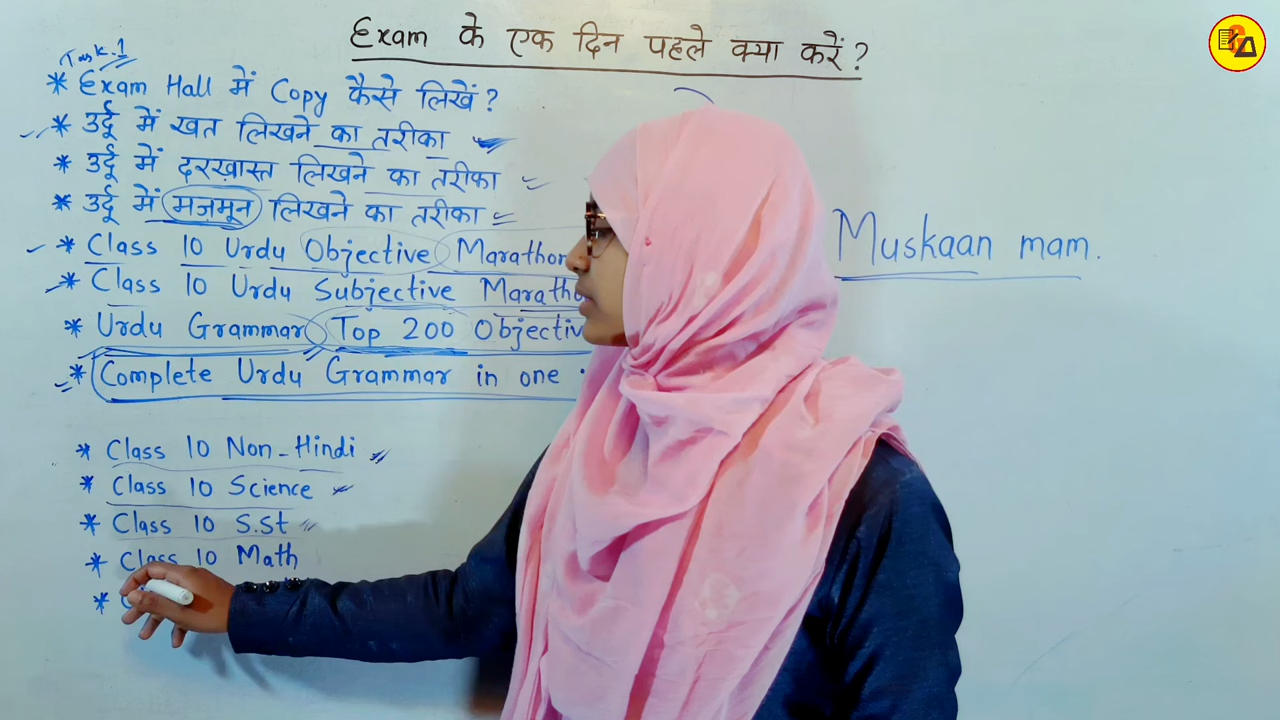 Exam के एक दिन पहले क्या करें ?
Task.1
* Exam Hall में Copy कैसे लिखें ?
* उर्दू में खत लिखने का तरीका
* उर्दू में दरख़ास्त लिखने का तरीका
* उर्दू में मज़मून लिखने का तरीका
* Class 10 Urdu Objective Marathon
* Class 10 Urdu Subjective Maratho
* Urdu Grammar Top 200 Objective
* Complete Urdu Grammar in one
Muskaan mam.
* Class 10 Non-Hindi
* Class 10 Science
* Class 10 S.St
* Class 10 Math
*